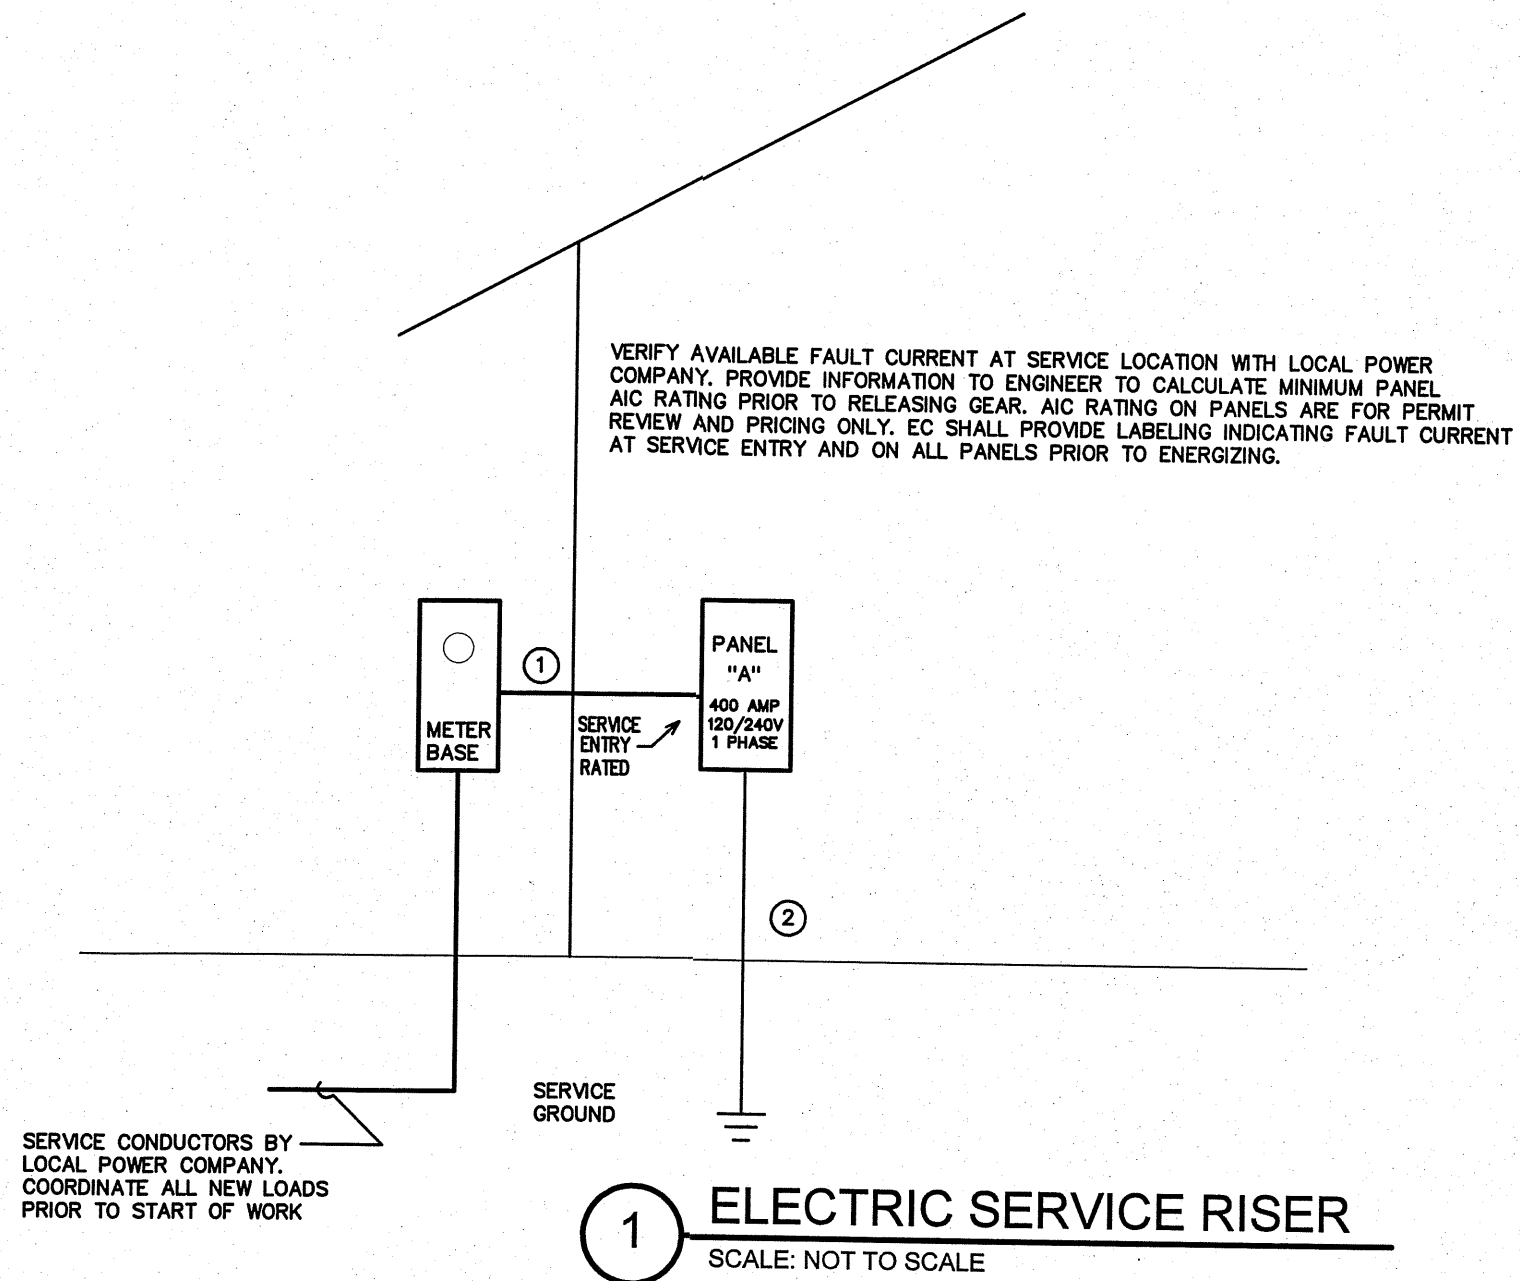 VERIFY AVAILABLE FAULT CURRENT AT SERVICE LOCATION WITH LOCAL POWER
COMPANY. PROVIDE INFORMATION TO ENGINEER TO CALCULATE MINIMUM PANEL
AIC RATING PRIOR TO RELEASING GEAR. AIC RATING ON PANELS ARE FOR PERMIT
REVIEW AND PRICING ONLY. EC SHALL PROVIDE LABELING INDICATING FAULT CURRENT
AT SERVICE ENTRY AND ON ALL PANELS PRIOR TO ENERGIZING.
METER
BASE
1
SERVICE
ENTRY
RATED
PANEL
"A"
400 AMP
120/240V
1 PHASE
2
SERVICE
GROUND
SERVICE CONDUCTORS BY
LOCAL POWER COMPANY.
COORDINATE ALL NEW LOADS
PRIOR TO START OF WORK
1
ELECTRIC SERVICE RISER
SCALE: NOT TO SCALE